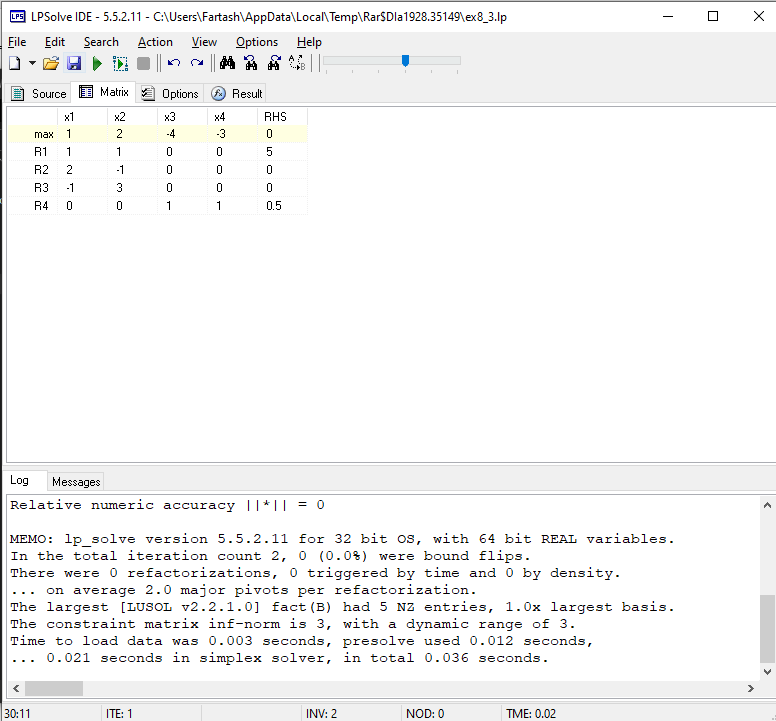 LPSolve IDE - 5.5.2.11 - C:\Users\Fartash\AppData\Local\Temp\Rar$DIa1928.35149\ex8_3.lp
File Edit Search Action View Options Help
Source Matrix Options Result
x1 x2 x3 x4 RHS
max 1 2 -4 -3 0
R1 1 1 0 0 5
R2 2 -1 0 0 0
R3 -1 3 0 0 0
R4 0 0 1 1 0.5
Log Messages
Relative numeric accuracy ||*|| = 0
MEMO: lp_solve version 5.5.2.11 for 32 bit OS, with 64 bit REAL variables.
In the total iteration count 2, 0 (0.0%) were bound flips.
There were 0 refactorizations, 0 triggered by time and 0 by density.
... on average 2.0 major pivots per refactorization.
The largest [LUSOL v2.2.1.0] fact(B) had 5 NZ entries, 1.0x largest basis.
The constraint matrix inf-norm is 3, with a dynamic range of 3.
Time to load data was 0.003 seconds, presolve used 0.012 seconds,
... 0.021 seconds in simplex solver, in total 0.036 seconds.
30:11 ITE: 1 INV: 2 NOD: 0 TME: 0.02